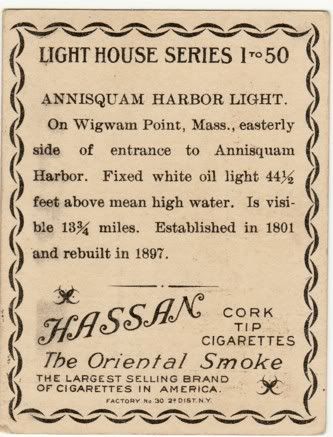 LIGHT HOUSE SERIES 1 TO 50
ANNISQUAM HARBOR LIGHT.
On Wigwam Point, Mass., easterly
side of entrance to Annisquam
Harbor. Fixed white oil light 44½
feet above mean high water. Is visi-
ble 13¾ miles. Established in 1801
and rebuilt in 1897.
HASSAN
CORK
TIP
CIGARETTES
The Oriental Smoke
THE LARGEST SELLING BRAND
OF CIGARETTES IN AMERICA.
FACTORY No 30 2d DIST. N.Y.